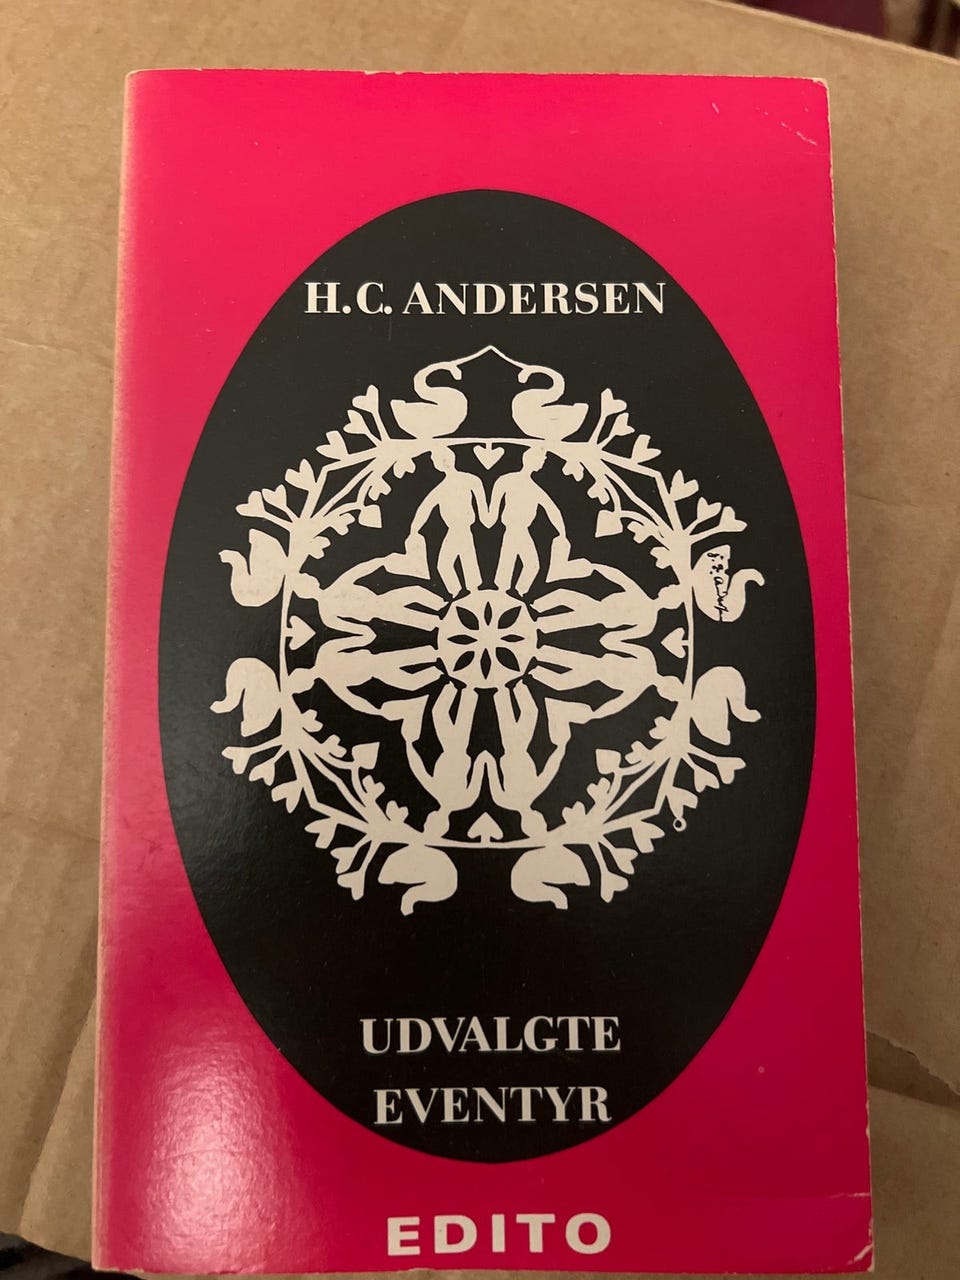 H.C. ANDERSEN
UDVALGTE
EVENTYR
EDITO